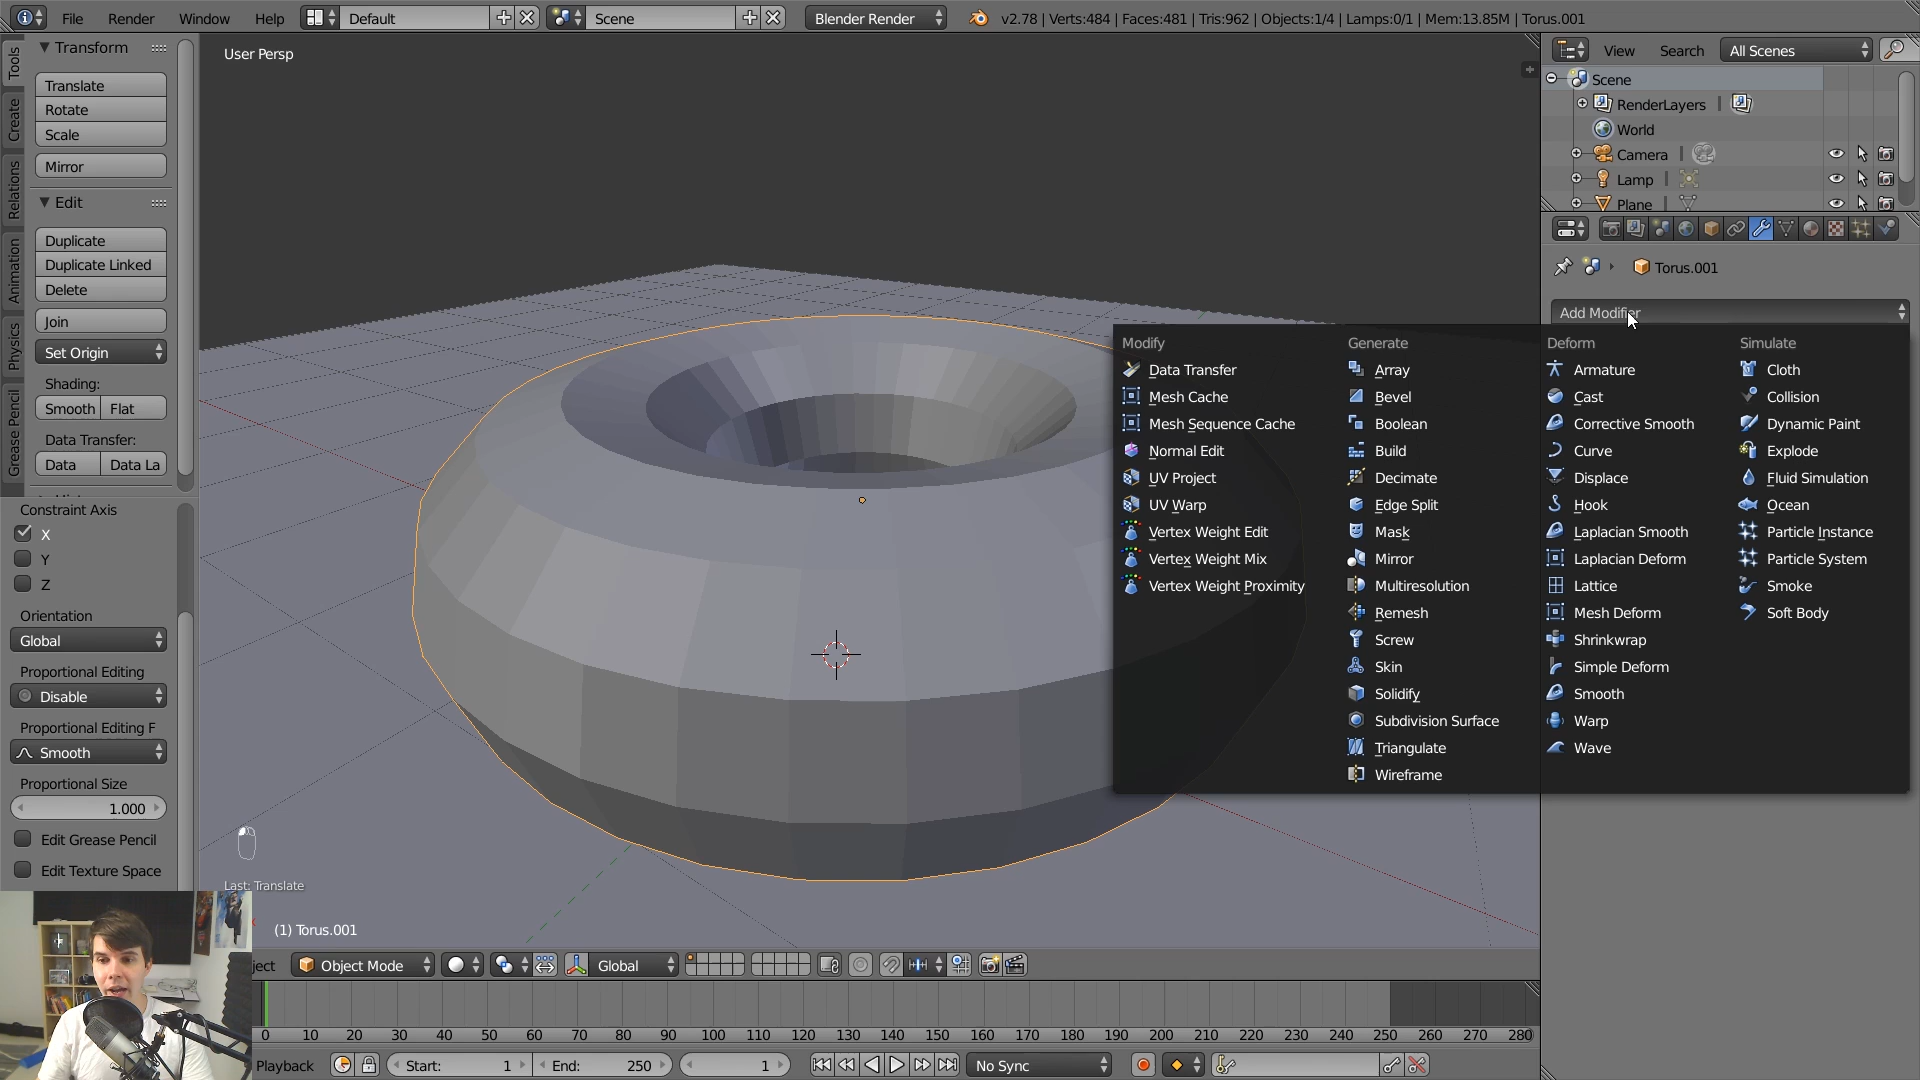 File Render Window Help Default Scene Blender Render v2.78 | Verts:484 | Faces:481 | Tris:962 | Objects:1/4 | Lamps:0/1 | Mem:13.85M | Torus.001
Tools
Create
Relations
Animation
Physics
Grease Pencil
Transform
Translate
Rotate
Scale
Mirror
Edit
Duplicate
Duplicate Linked
Delete
Join
Set Origin
Shading:
Smooth Flat
Data Transfer:
Data Data La
Constraint Axis
X
Y
Z
Orientation
Global
Proportional Editing
Disable
Proportional Editing F
Smooth
Proportional Size
1.000
Edit Grease Pencil
Edit Texture Space
User Persp
Last: Translate
(1) Torus.001
View Search All Scenes
Scene
RenderLayers
World
Camera
Lamp
Plane
Torus.001
Add Modifier
Modify
Data Transfer
Mesh Cache
Mesh Sequence Cache
Normal Edit
UV Project
UV Warp
Vertex Weight Edit
Vertex Weight Mix
Vertex Weight Proximity
Generate
Array
Bevel
Boolean
Build
Decimate
Edge Split
Mask
Mirror
Multiresolution
Remesh
Screw
Skin
Solidify
Subdivision Surface
Triangulate
Wireframe
Deform
Armature
Cast
Corrective Smooth
Curve
Displace
Hook
Laplacian Smooth
Laplacian Deform
Lattice
Mesh Deform
Shrinkwrap
Simple Deform
Smooth
Warp
Wave
Simulate
Cloth
Collision
Dynamic Paint
Explode
Fluid Simulation
Ocean
Particle Instance
Particle System
Smoke
Soft Body
ject Object Mode Global
0 10 20 30 40 50 60 70 80 90 100 110 120 130 140 150 160 170 180 190 200 210 220 230 240 250 260 270 280
Playback Start: 1 End: 250 1 No Sync